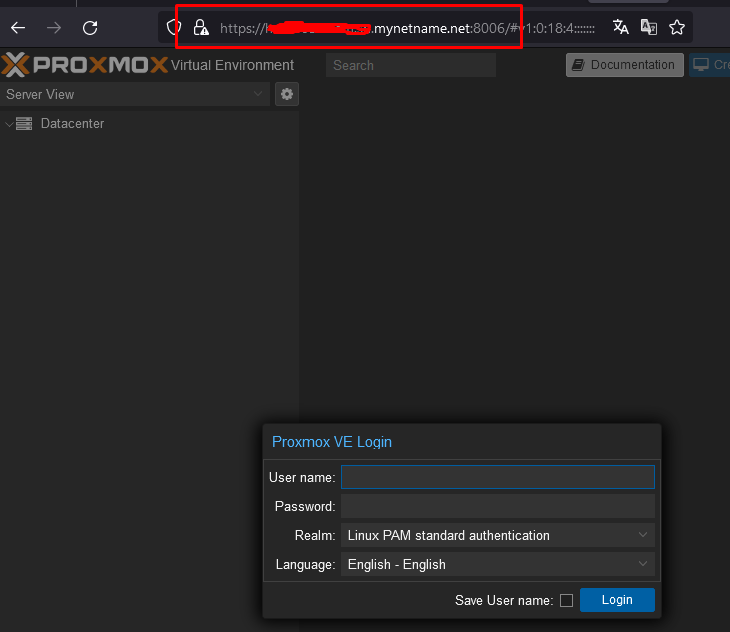 https://h .mynetname.net:8006/#v1:0:18:4:::::::
PROXMOX Virtual Environment
Search
Documentation
Cre
Server View
Datacenter
Proxmox VE Login
User name:
Password:
Realm: Linux PAM standard authentication
Language: English - English
Save User name:
Login